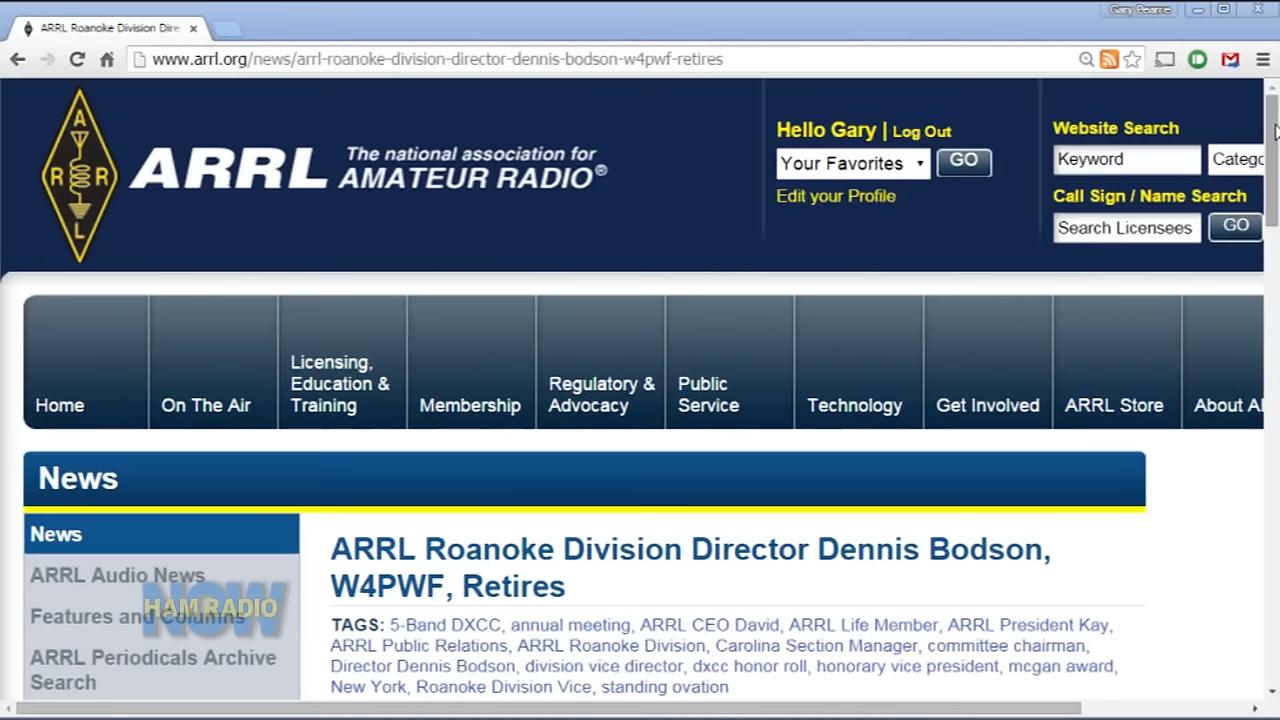 Gary Pearce
ARRL Roanoke Division Dire
www.arrl.org/news/arrl-roanoke-division-director-dennis-bodson-w4pwf-retires
A
R R
L
ARRL The national association for
AMATEUR RADIO®
Hello Gary | Log Out
Your Favorites GO
Edit your Profile
Website Search
Keyword Catego
Call Sign / Name Search
Search Licensees GO
Home
On The Air
Licensing,
Education &
Training
Membership
Regulatory &
Advocacy
Public
Service
Technology
Get Involved
ARRL Store
About AR
News
News
ARRL Audio News
Features and Columns
ARRL Periodicals Archive
Search
HAM RADIO
NOW
ARRL Roanoke Division Director Dennis Bodson,
W4PWF, Retires
TAGS: 5-Band DXCC, annual meeting, ARRL CEO David, ARRL Life Member, ARRL President Kay,
ARRL Public Relations, ARRL Roanoke Division, Carolina Section Manager, committee chairman,
Director Dennis Bodson, division vice director, dxcc honor roll, honorary vice president, mcgan award,
New York, Roanoke Division Vice, standing ovation